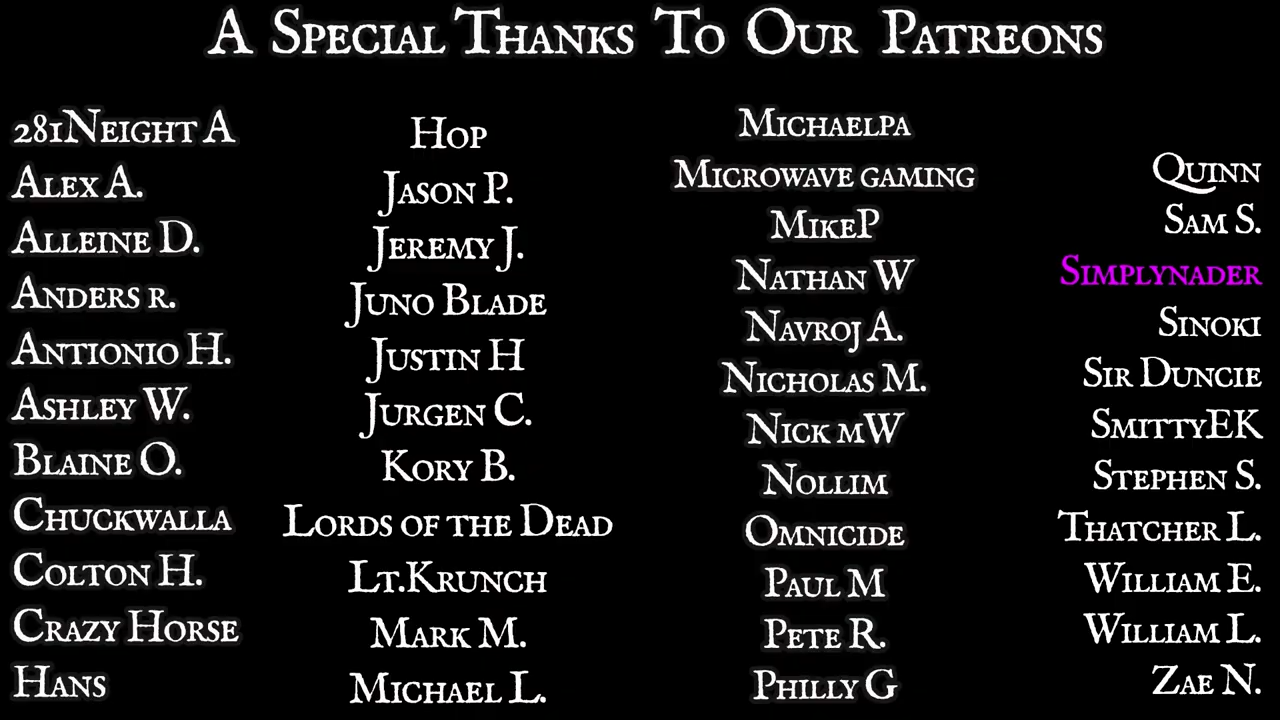 A Special Thanks To Our Patreons
281Neight A
Alex A.
Alleine D.
Anders r.
Antionio H.
Ashley W.
Blaine O.
Chuckwalla
Colton H.
Crazy Horse
Hans
Hop
Jason P.
Jeremy J.
Juno Blade
Justin H
Jurgen C.
Kory B.
Lords of the Dead
Lt.Krunch
Mark M.
Michael L.
Michaelpa
Microwave gaming
MikeP
Nathan W
Navroj A.
Nicholas M.
Nick mW
Nollim
Omnicide
Paul M
Pete R.
Philly G
Quinn
Sam S.
Simplynader
Sinoki
Sir Duncie
SmittyEK
Stephen S.
Thatcher L.
William E.
William L.
Zae N.